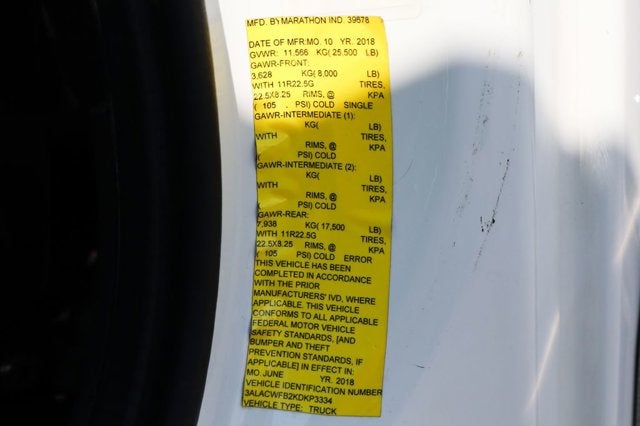 MFD. BY MARATHON IND. 39678
DATE OF MFR:MO. 10 YR. 2018
GVWR: 11,566 KG( 25,500 LB)
GAWR-FRONT:
3,628 KG( 8,000 LB)
WITH 11R22.5G TIRES,
22.5X8.25 RIMS, @ KPA
( 105 , PSI) COLD SINGLE
GAWR-INTERMEDIATE (1):
KG( LB)
WITH TIRES,
RIMS, @ KPA
( PSI) COLD
GAWR-INTERMEDIATE (2):
KG( LB)
WITH TIRES,
RIMS, @ KPA
( PSI) COLD
GAWR-REAR:
7,938 KG( 17,500 LB)
WITH 11R22.5G TIRES,
22.5X8.25 RIMS, @ KPA
( 105 PSI) COLD ERROR
THIS VEHICLE HAS BEEN
COMPLETED IN ACCORDANCE
WITH THE PRIOR
MANUFACTURERS' IVD, WHERE
APPLICABLE. THIS VEHICLE
CONFORMS TO ALL APPLICABLE
FEDERAL MOTOR VEHICLE
SAFETY STANDARDS, [AND
BUMPER AND THEFT
PREVENTION STANDARDS, IF
APPLICABLE] IN EFFECT IN:
MO. JUNE YR. 2018
VEHICLE IDENTIFICATION NUMBER
3ALACWFB2KDKP3334
VEHICLE TYPE: TRUCK